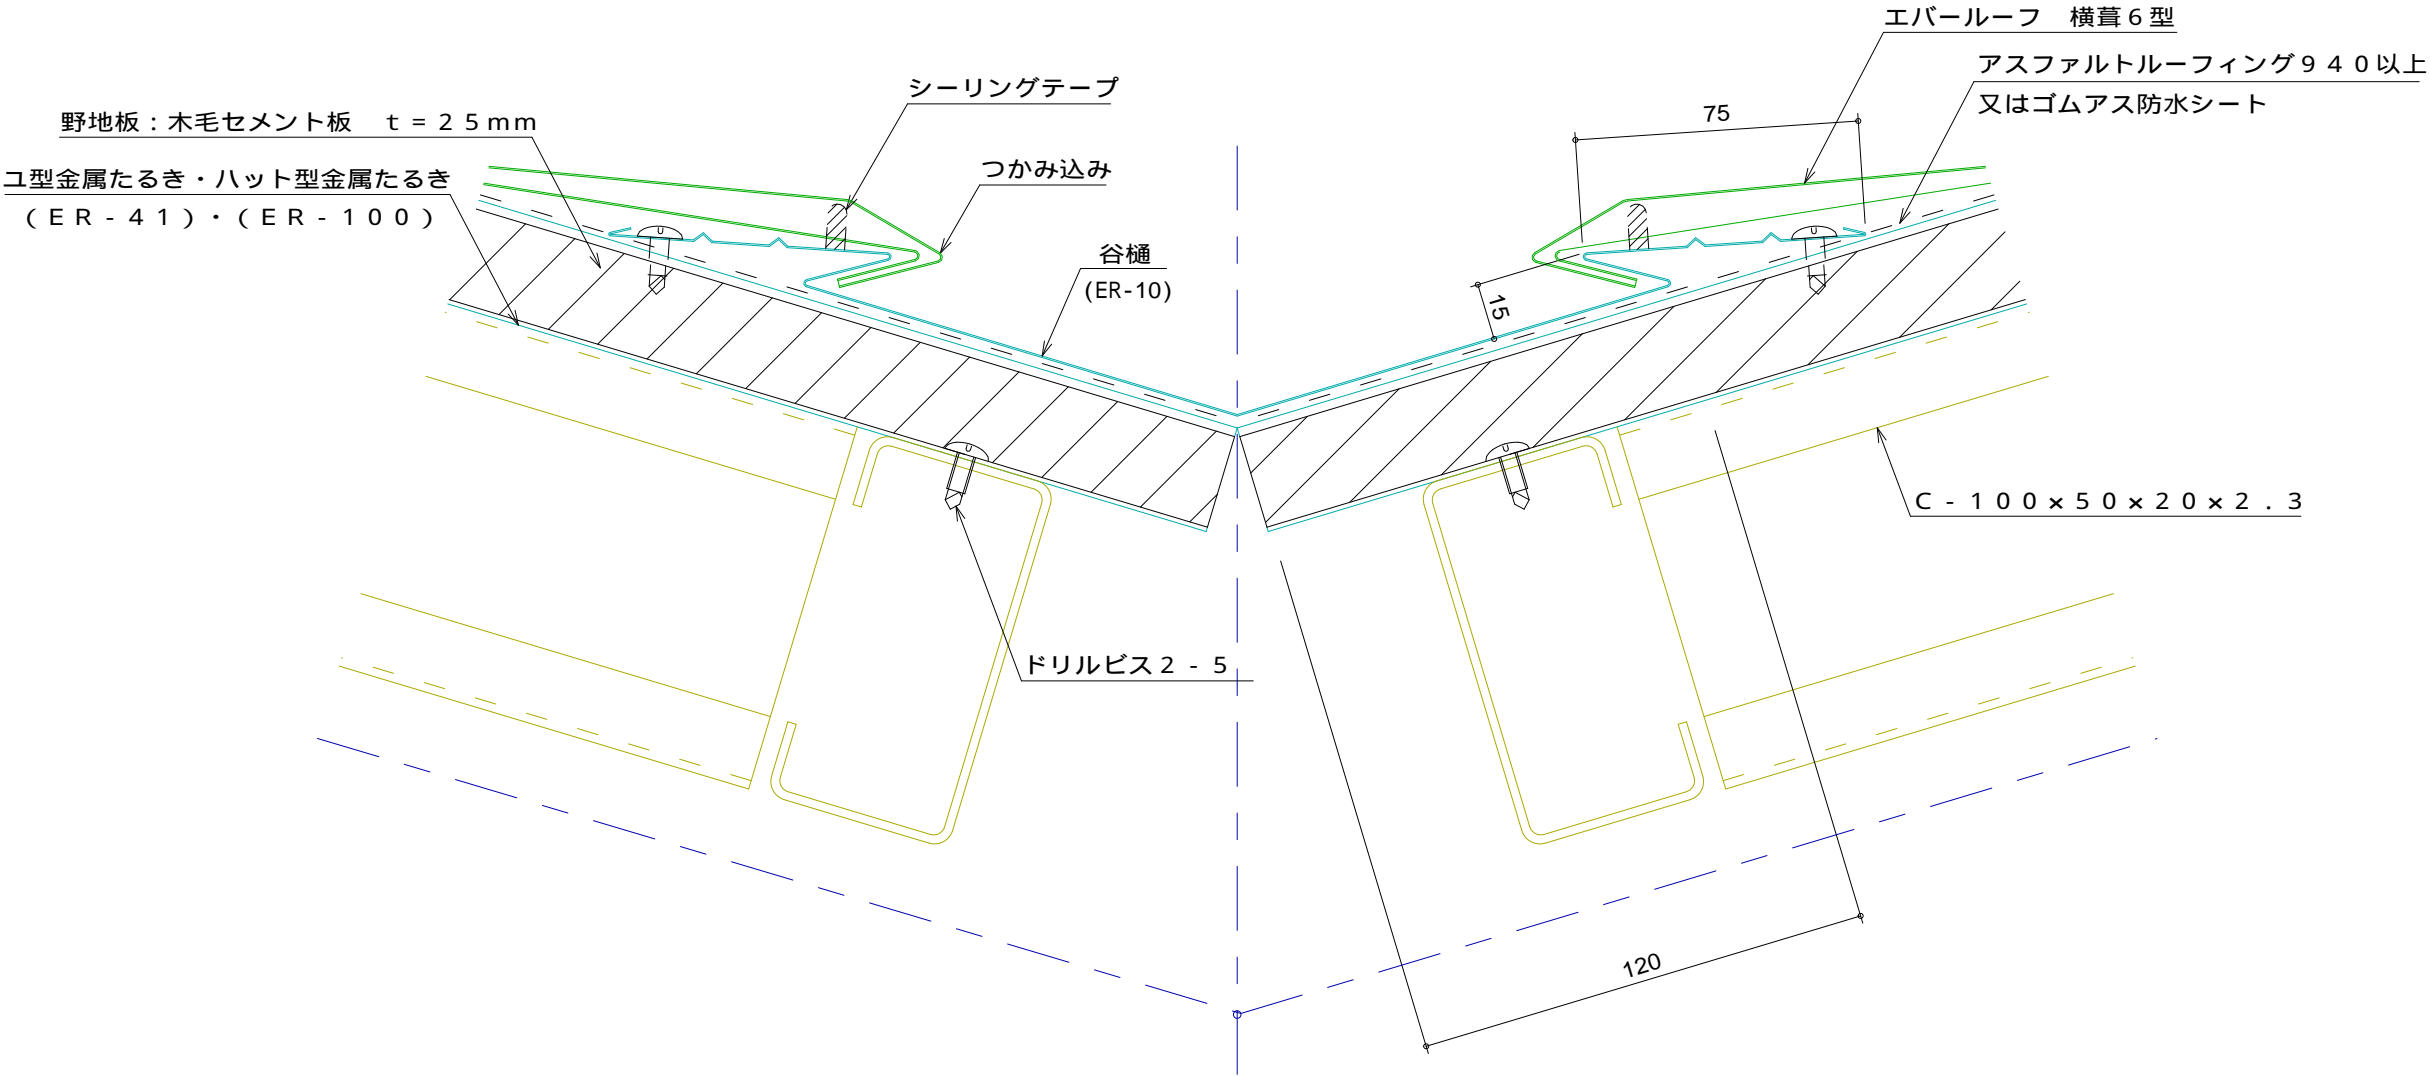 エバールーフ　横葺６型
アスファルトルーフィング９４０以上
又はゴムアス防水シート
75
シーリングテープ
野地板：木毛セメント板　ｔ＝２５ｍｍ
つかみ込み
ユ型金属たるき・ハット型金属たるき
（ＥＲ－４１）・（ＥＲ－１００）
谷樋
(ER-10)
15
Ｃ－１００×５０×２０×２．３
ドリルビス２－５
120